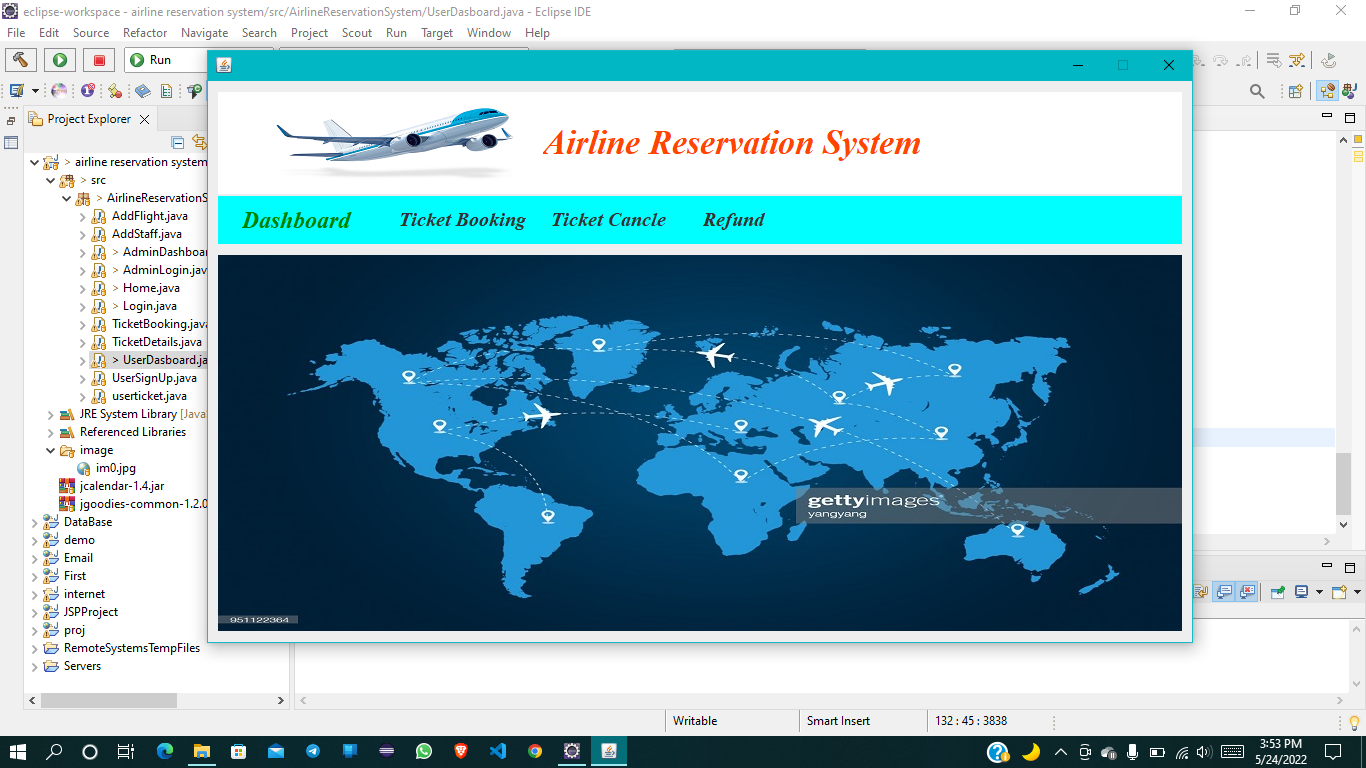 eclipse-workspace - airline reservation system/src/AirlineReservationSystem/UserDasboard.java - Eclipse IDE
File Edit Source Refactor Navigate Search Project Scout Run Target Window Help
Run
Project Explorer
> airline reservation system
> src
> AirlineReservationS
AddFlight.java
AddStaff.java
> AdminDashboar
> AdminLogin.jav
> Home.java
> Login.java
TicketBooking.java
TicketDetails.java
> UserDasboard.ja
UserSignUp.java
userticket.java
JRE System Library [Java
Referenced Libraries
image
im0.jpg
jcalendar-1.4.jar
jgoodies-common-1.2.0
DataBase
demo
Email
First
internet
JSPProject
proj
RemoteSystemsTempFiles
Servers
Airline Reservation System
Dashboard Ticket Booking Ticket Cancle Refund
gettyimages
yangyang
951122364
Writable Smart Insert 132 : 45 : 3838
3:53 PM
5/24/2022